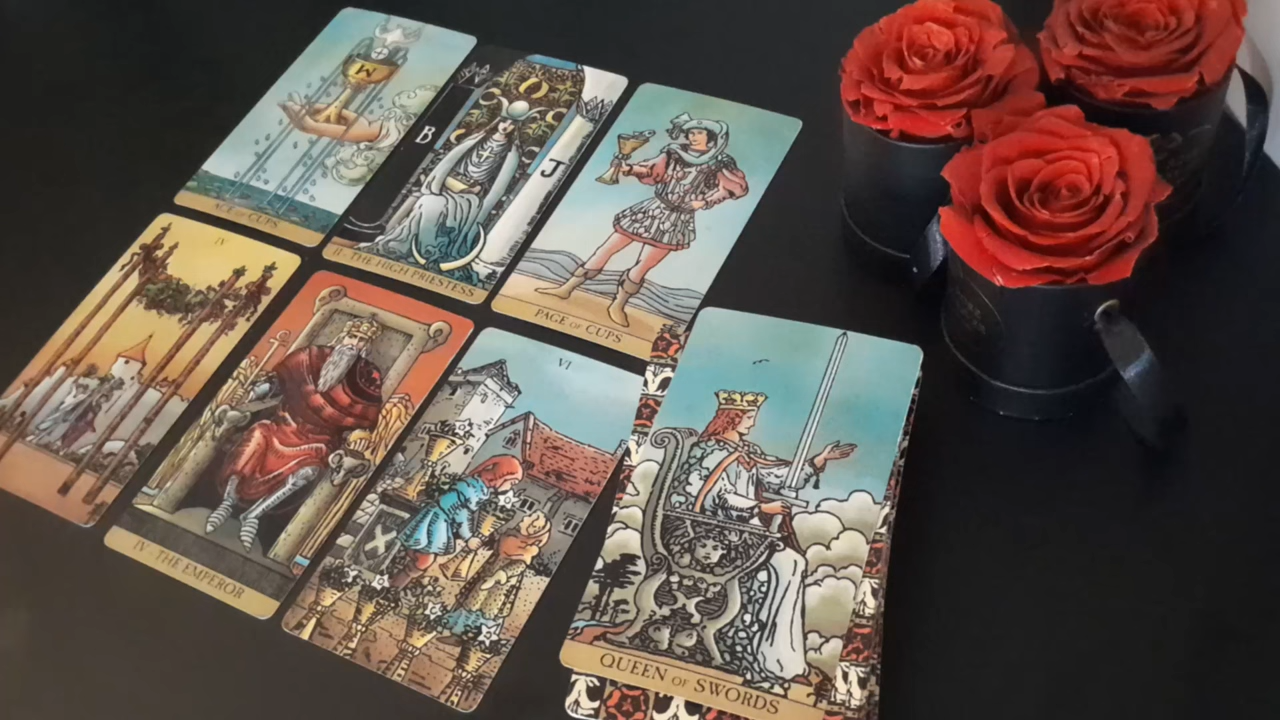 M
ACE OF CUPS
B
J
II - THE HIGH PRIESTESS
PAGE OF CUPS
IV
IV - THE EMPEROR
VI
QUEEN OF SWORDS